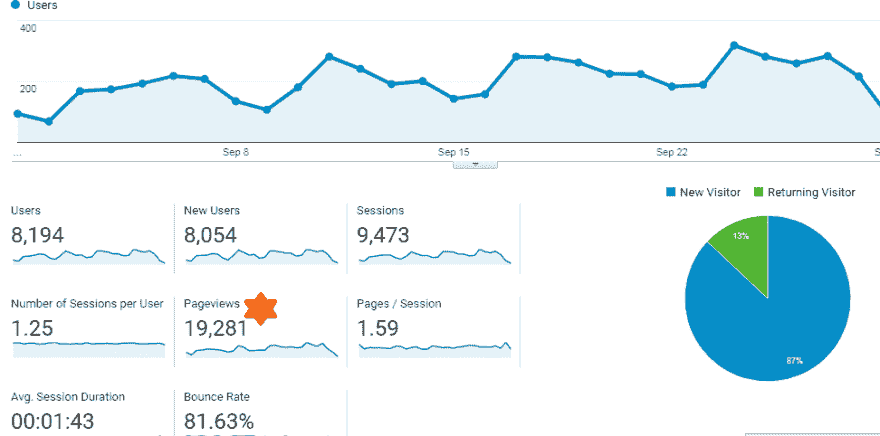 Users
400
200
...
Sep 8
Sep 15
Sep 22
S
New Visitor
Returning Visitor
Users
New Users
Sessions
8,194
8,054
9,473
13%
Number of Sessions per User
Pageviews
Pages / Session
1.25
19,281
1.59
87%
Avg. Session Duration
Bounce Rate
00:01:43
81.63%